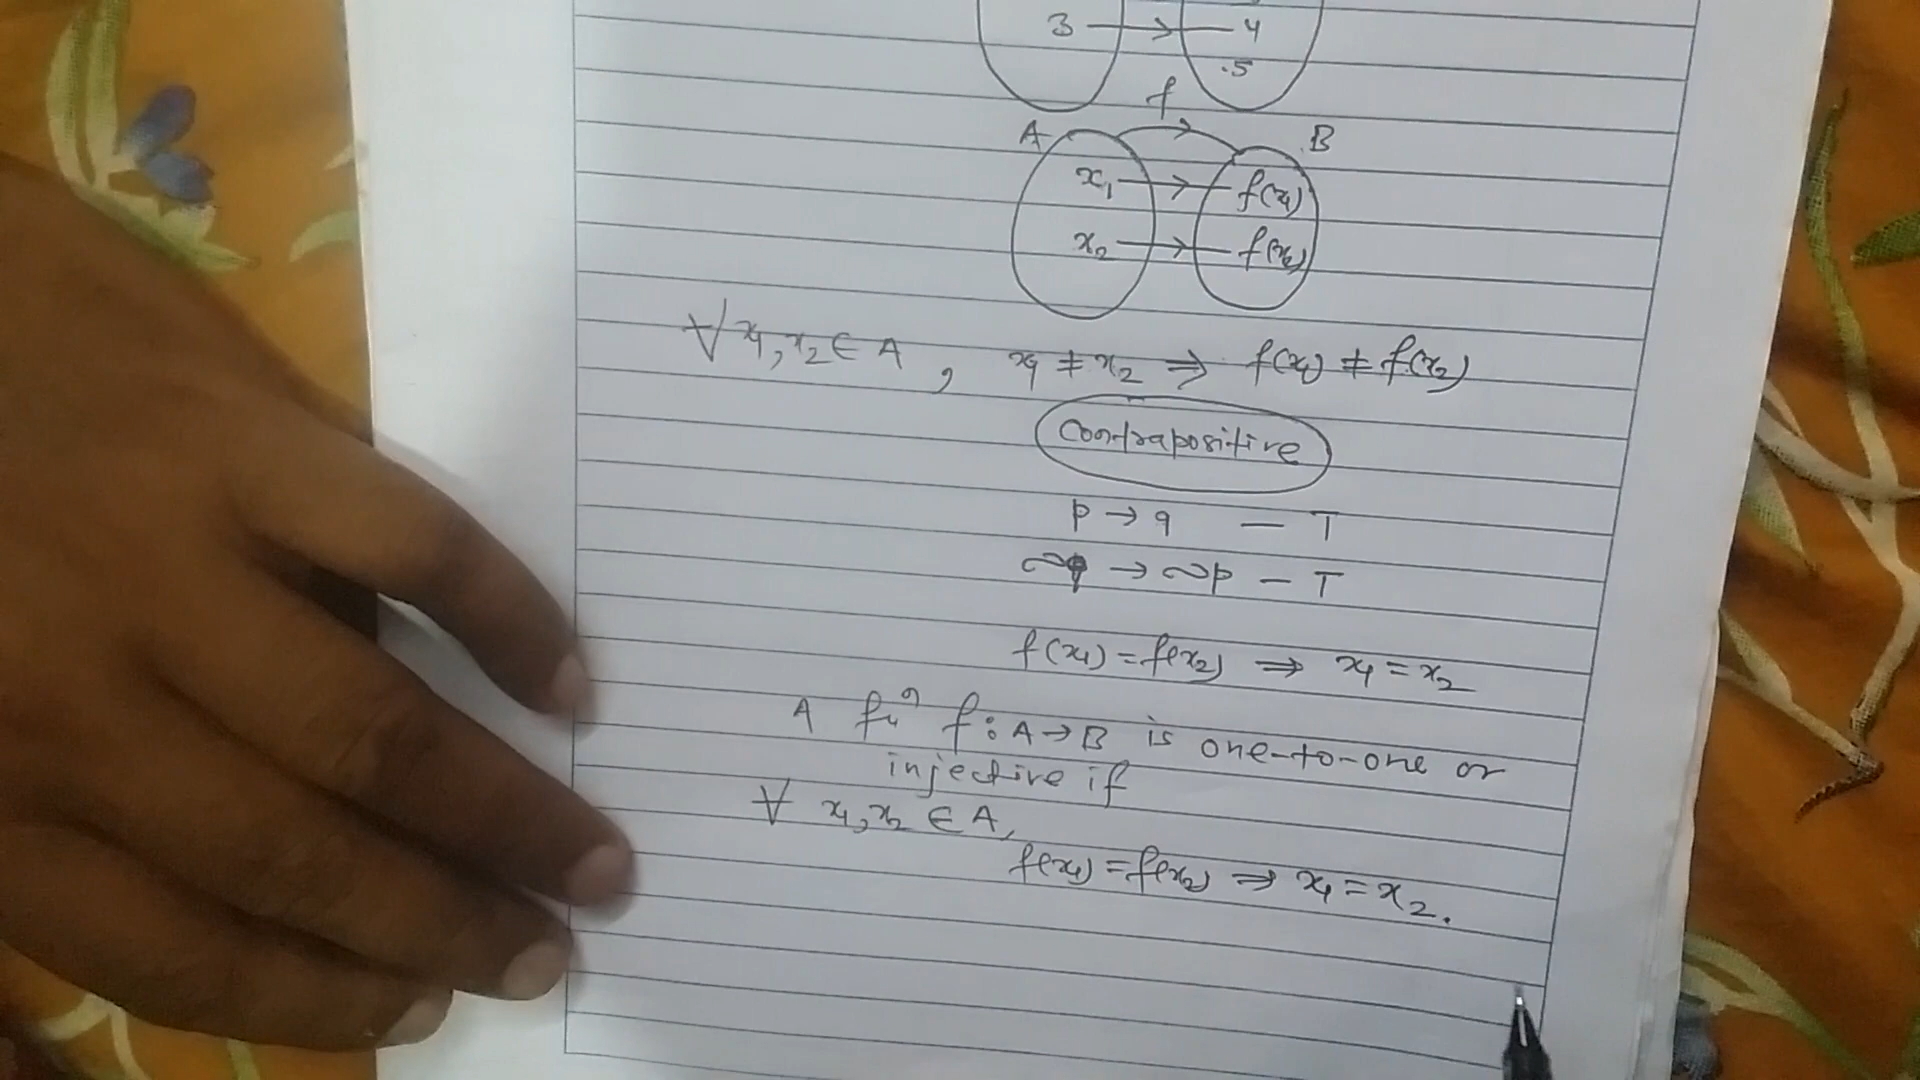 3 → 4
.5
f
A B
x₁ → f(x₁)
x₂ → f(x₂)
∀ x₁, x₂ ∈ A, x₁ ≠ x₂ ⇒ f(x₁) ≠ f(x₂)
Contrapositive
p → q — T
~q → ~p — T
f(x₁) = f(x₂) ⇒ x₁ = x₂
A fⁿ f: A → B is one-to-one or
injective if
∀ x₁, x₂ ∈ A,
f(x₁) = f(x₂) ⇒ x₁ = x₂.